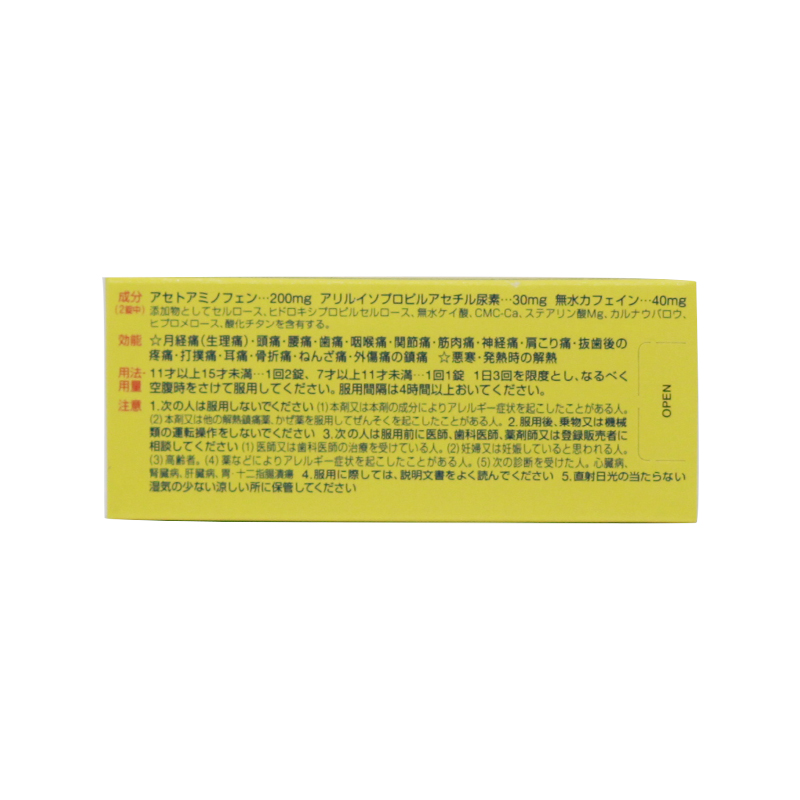 成分 アセトアミノフェン…200mg アリルイソプロピルアセチル尿素…30mg 無水カフェイン…40mg
(2錠中) 添加物としてセルロース、ヒドロキシプロピルセルロース、無水ケイ酸、CMC-Ca、ステアリン酸Mg、カルナウバロウ、
ヒプロメロース、酸化チタンを含有する。
効能 ☆月経痛(生理痛)・頭痛・腰痛・歯痛・咽喉痛・関節痛・筋肉痛・神経痛・肩こり痛・抜歯後の
疼痛・打撲痛・耳痛・骨折痛・ねんざ痛・外傷痛の鎮痛 ☆悪寒・発熱時の解熱
用法・ 11才以上15才未満…1回2錠、7才以上11才未満…1回1錠 1日3回を限度とし、なるべく
用量 空腹時をさけて服用してください。服用間隔は4時間以上おいてください。
注意 1.次の人は服用しないでください (1)本剤又は本剤の成分によりアレルギー症状を起こしたことがある人。
(2)本剤又は他の解熱鎮痛薬、かぜ薬を服用してぜんそくを起こしたことがある人。 2.服用後、乗物又は機械
類の運転操作をしないでください 3.次の人は服用前に医師、歯科医師、薬剤師又は登録販売者に
相談してください (1)医師又は歯科医師の治療を受けている人。(2)妊婦又は妊娠していると思われる人。
(3)高齢者。(4)薬などによりアレルギー症状を起こしたことがある人。(5)次の診断を受けた人。心臓病、
腎臓病、肝臓病、胃・十二指腸潰瘍 4.服用に際しては、説明文書をよく読んでください 5.直射日光の当たらない
湿気の少ない涼しい所に保管してください
OPEN